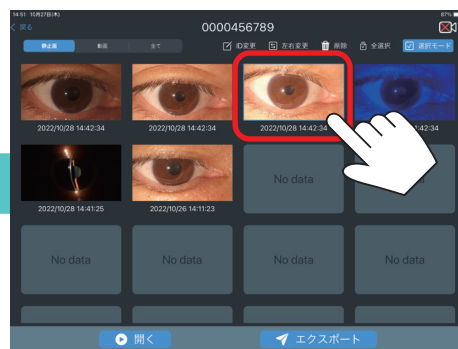 14:51 10月27日(木)
87%
戻る
0000456789
静止画 動画 全て
ID変更 左右変更 削除 全選択 選択モード
2022/10/28 14:42:34
2022/10/28 14:42:34
2022/10/28 14:42:34
:42:34
2022/10/28 14:41:25
2022/10/26 14:11:23
No data
No data
No data
No data
No data
開く
エクスポート